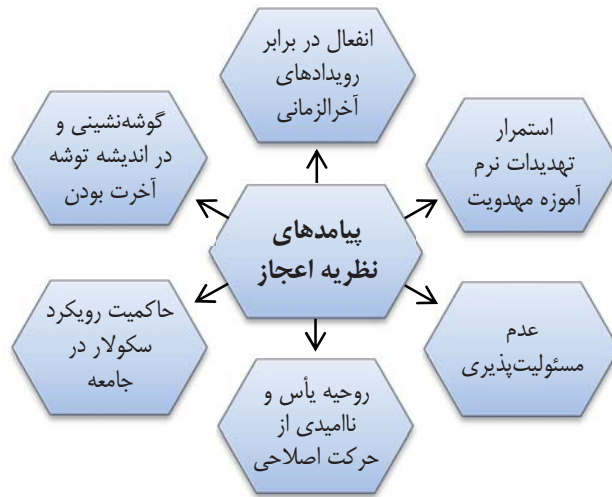 انفعال در برابر
رویدادهای
آخرالزمانی
استمرار
تهدیدات نرم
آموزه مهدویت
گوشه‌نشینی و
در اندیشه توشه
آخرت بودن
پیامدهای
نظریه اعجاز
عدم
مسئولیت‌پذیری
حاکمیت رویکرد
سکولار در
جامعه
روحیه یأس و
ناامیدی از
حرکت اصلاحی